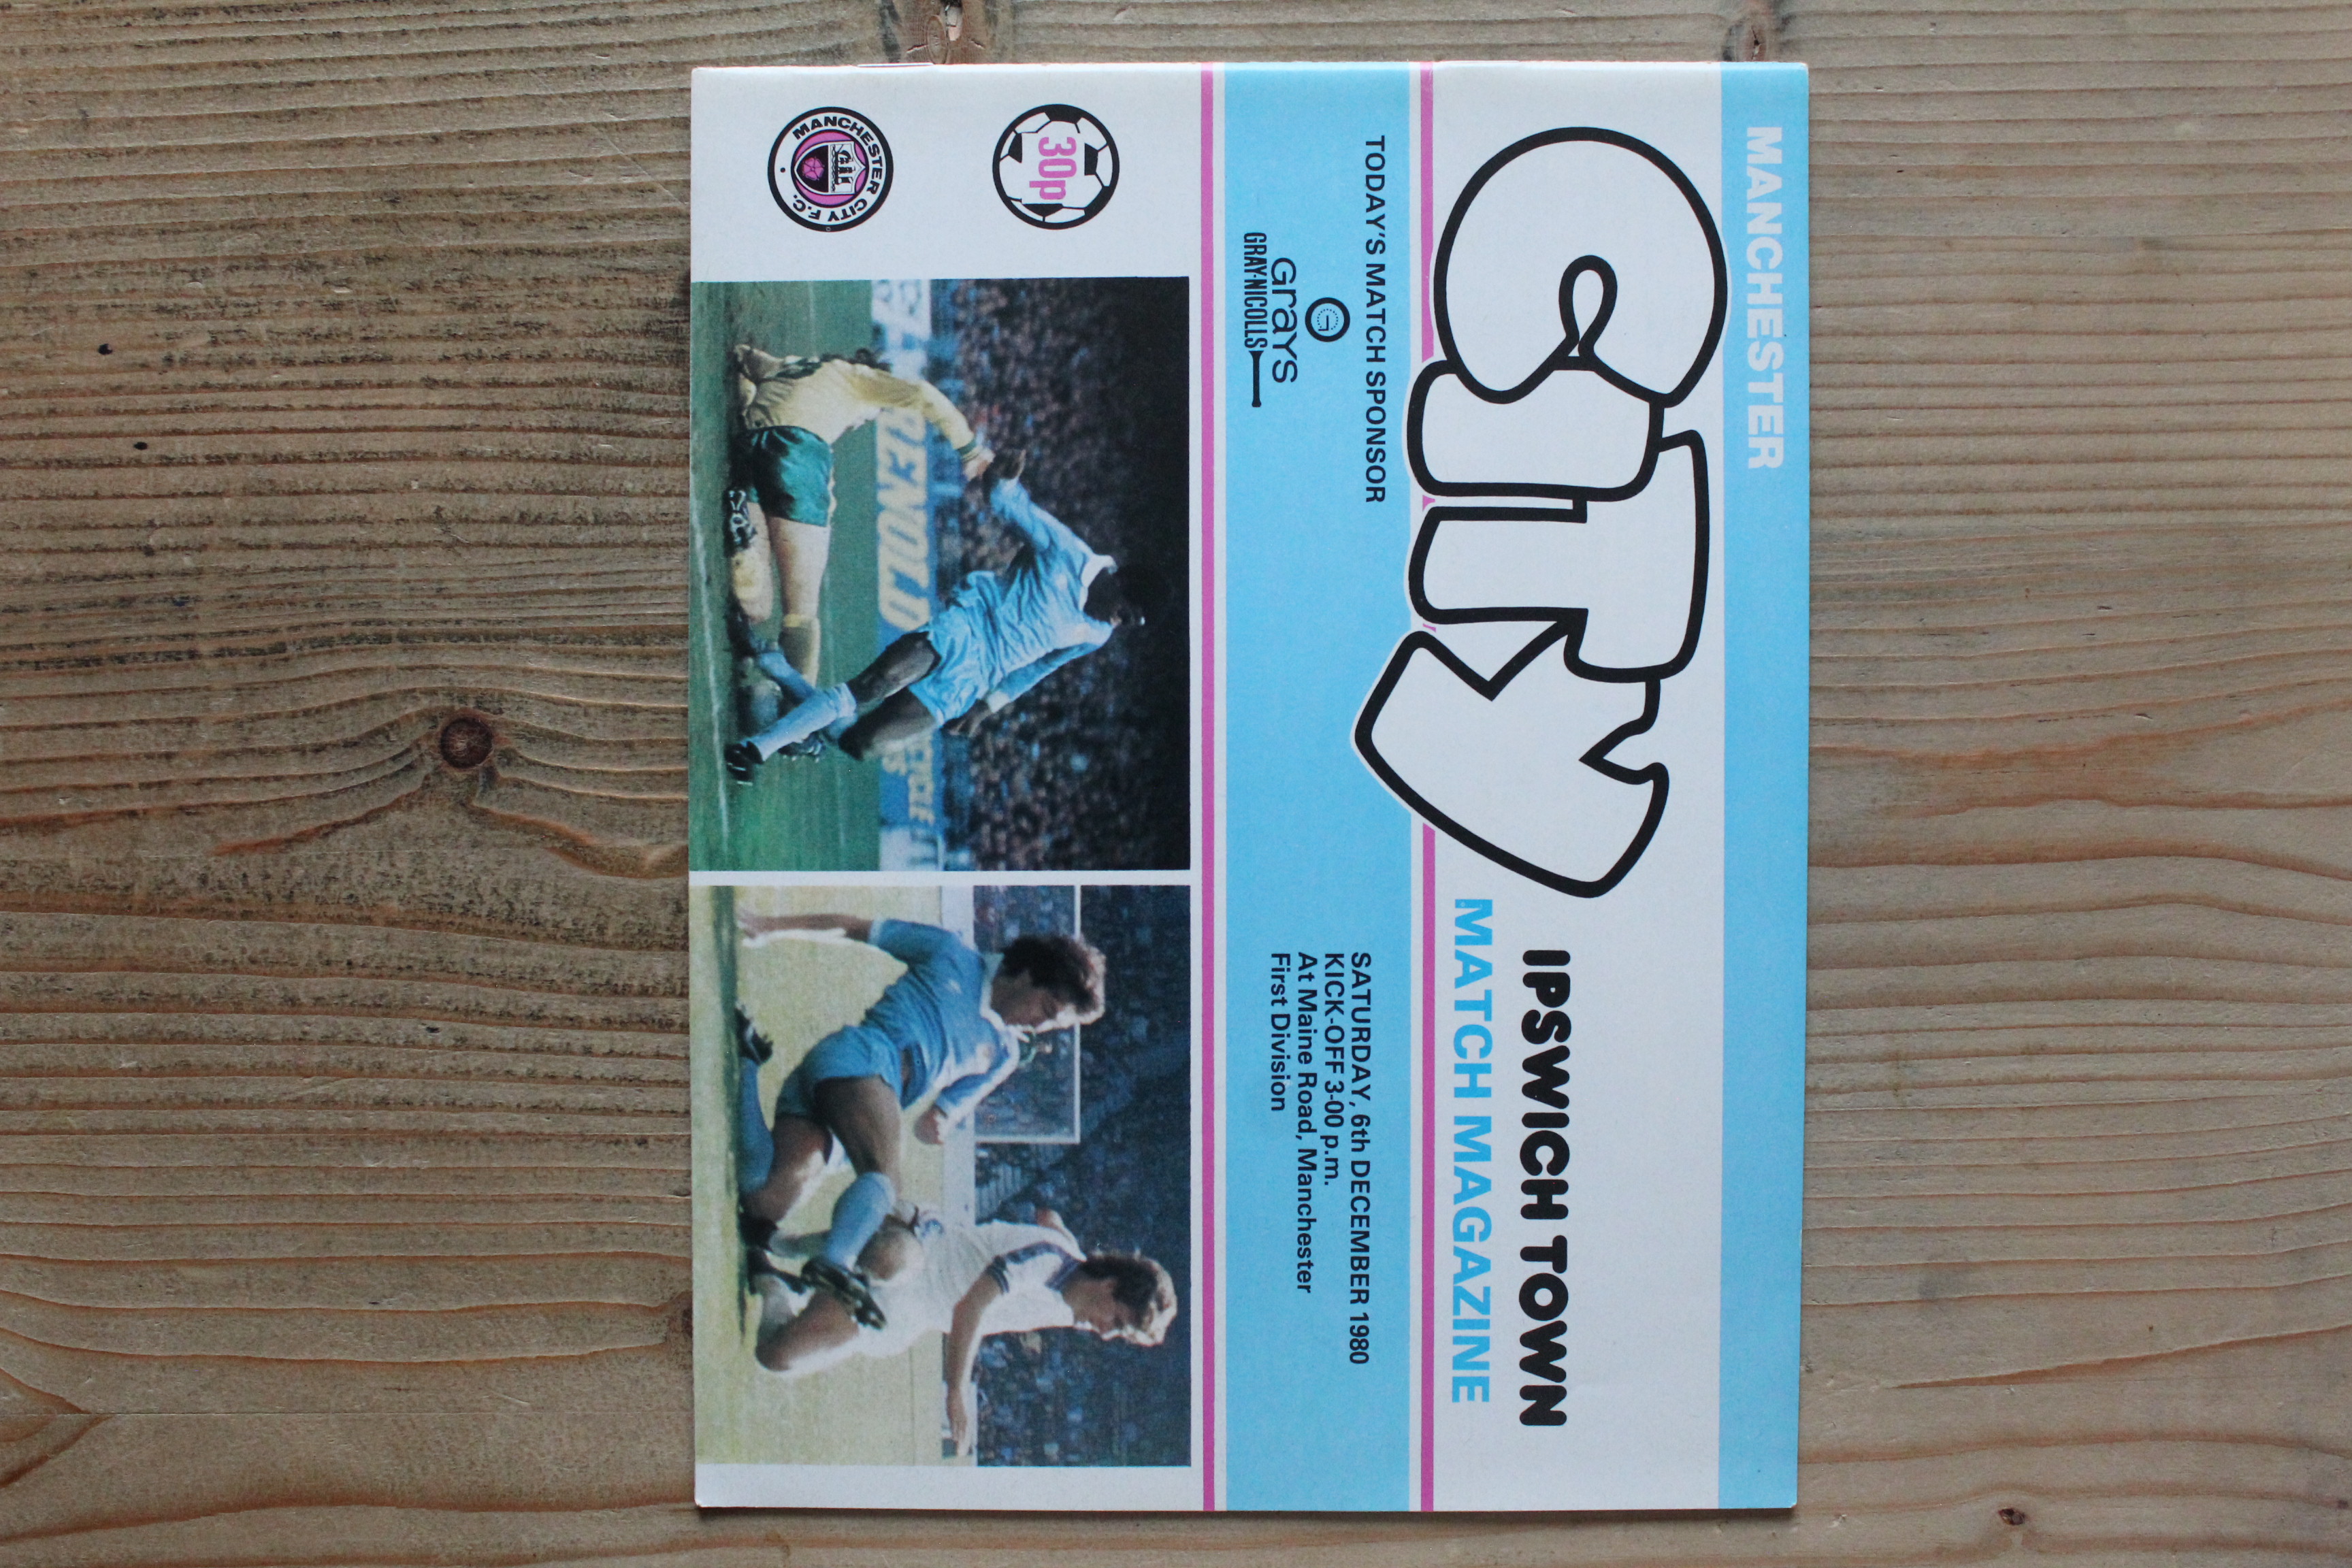 MANCHESTER
CITY
IPSWICH TOWN
MATCH MAGAZINE
TODAY'S MATCH SPONSOR
G
Grays
GRAY-NICOLLS
SATURDAY, 6th DECEMBER 1980
KICK-OFF 3-00 p.m.
At Maine Road, Manchester
First Division
30p
MANCHESTER CITY F.C.
RENOLD